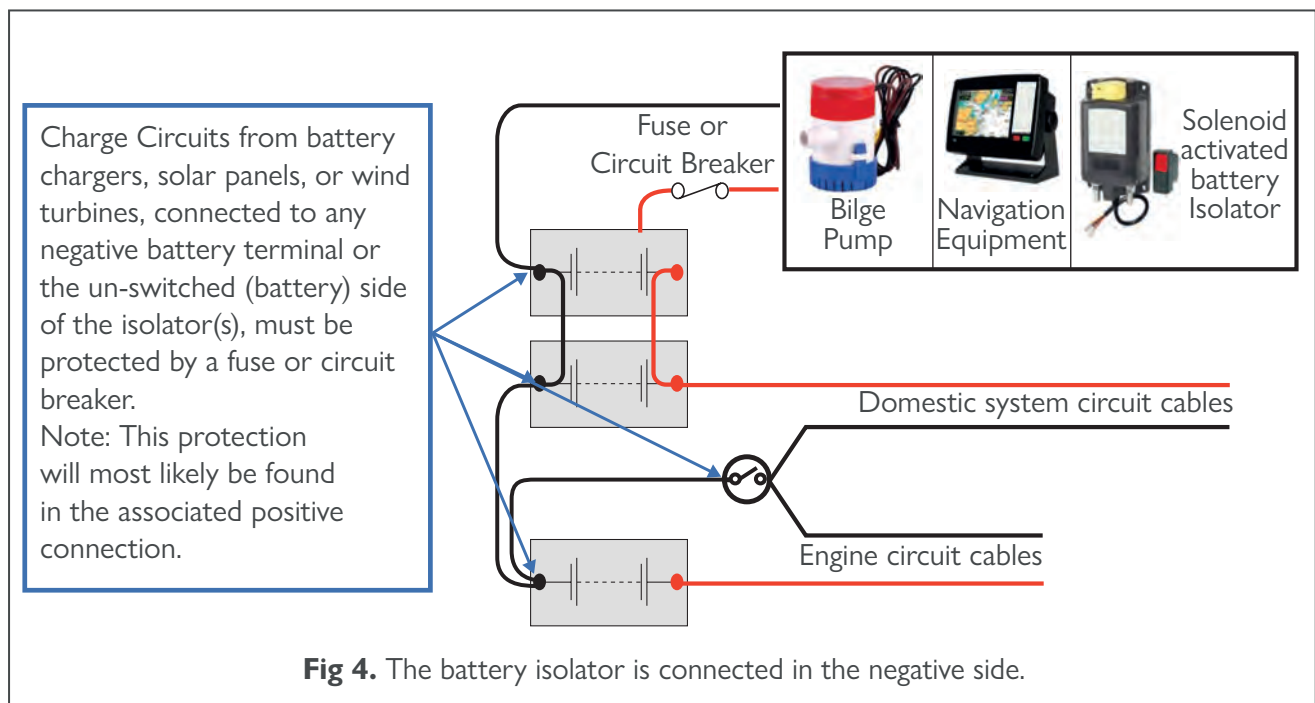 Charge Circuits from battery
chargers, solar panels, or wind
turbines, connected to any
negative battery terminal or
the un-switched (battery) side
of the isolator(s), must be
protected by a fuse or circuit
breaker.
Note: This protection
will most likely be found
in the associated positive
connection.
Fuse or
Circuit Breaker
Bilge
Pump
Navigation
Equipment
Solenoid
activated
battery
Isolator
Domestic system circuit cables
Engine circuit cables
Fig 4. The battery isolator is connected in the negative side.